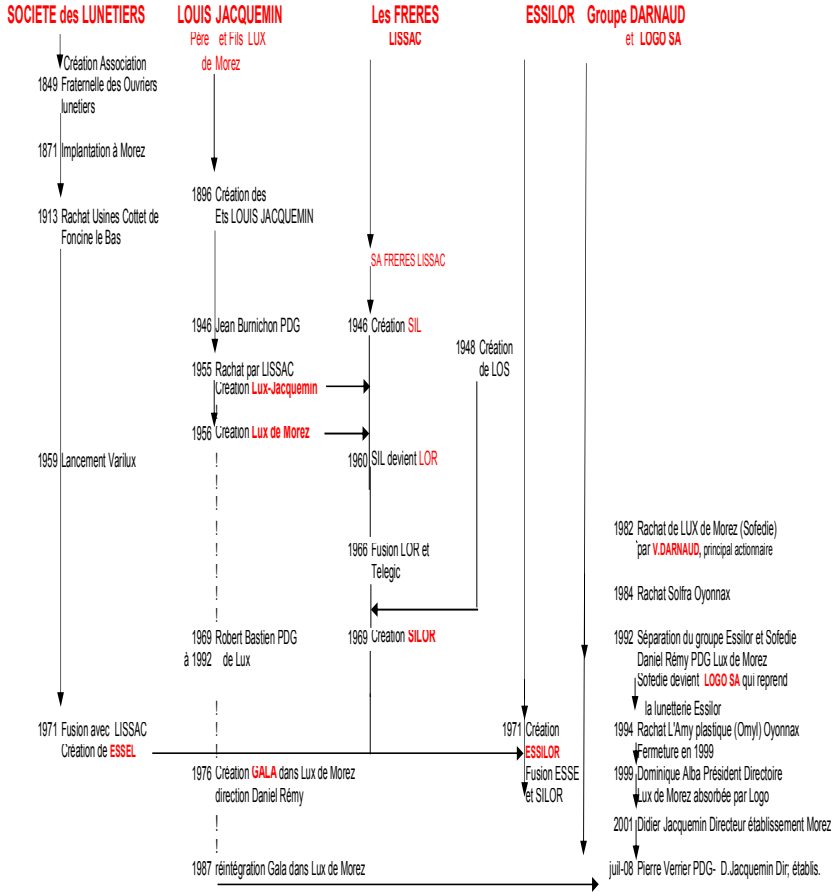 SOCIETE des LUNETIERS
Création Association
1849 Fraternelle des Ouvriers
lunetiers
1871 Implantation à Morez
1913 Rachat Usines Cottet de
Foncine le Bas
1959 Lancement Varilux
1971 Fusion avec LISSAC
Création de ESSEL
LOUIS JACQUEMIN
Père et Fils LUX
de Morez
1896 Création des
Ets LOUIS JACQUEMIN
1946 Jean Burnichon PDG
1955 Rachat par LISSAC
Création Lux-Jacquemin
1956 Création Lux de Morez
!
!
!
!
1969 Robert Bastien PDG
à 1992 de Lux
!
!
1976 Création GALA dans Lux de Morez
direction Daniel Rémy
!
!
1987 réintégration Gala dans Lux de Morez
Les FRERES
LISSAC
SA FRERES LISSAC
1946 Création SIL
1960 SIL devient LOR
1966 Fusion LOR et
Telegic
1969 Création SILOR
1948 Création
de LOS
ESSILOR
1971 Création
ESSILOR
Fusion ESSE
et SILOR
Groupe DARNAUD
et LOGO SA
1982 Rachat de LUX de Morez (Sofedie)
par V.DARNAUD, principal actionnaire
1984 Rachat Solfra Oyonnax
1992 Séparation du groupe Essilor et Sofedie
Daniel Rémy PDG Lux de Morez
Sofedie devient LOGO SA qui reprend
la lunetterie Essilor
1994 Rachat L'Amy plastique (Omyl) Oyonnax
Fermeture en 1999
1999 Dominique Alba Président Directoire
Lux de Morez absorbée par Logo
2001 Didier Jacquemin Directeur établissement Morez
juil-08 Pierre Verrier PDG- D.Jacquemin Dir; établis.